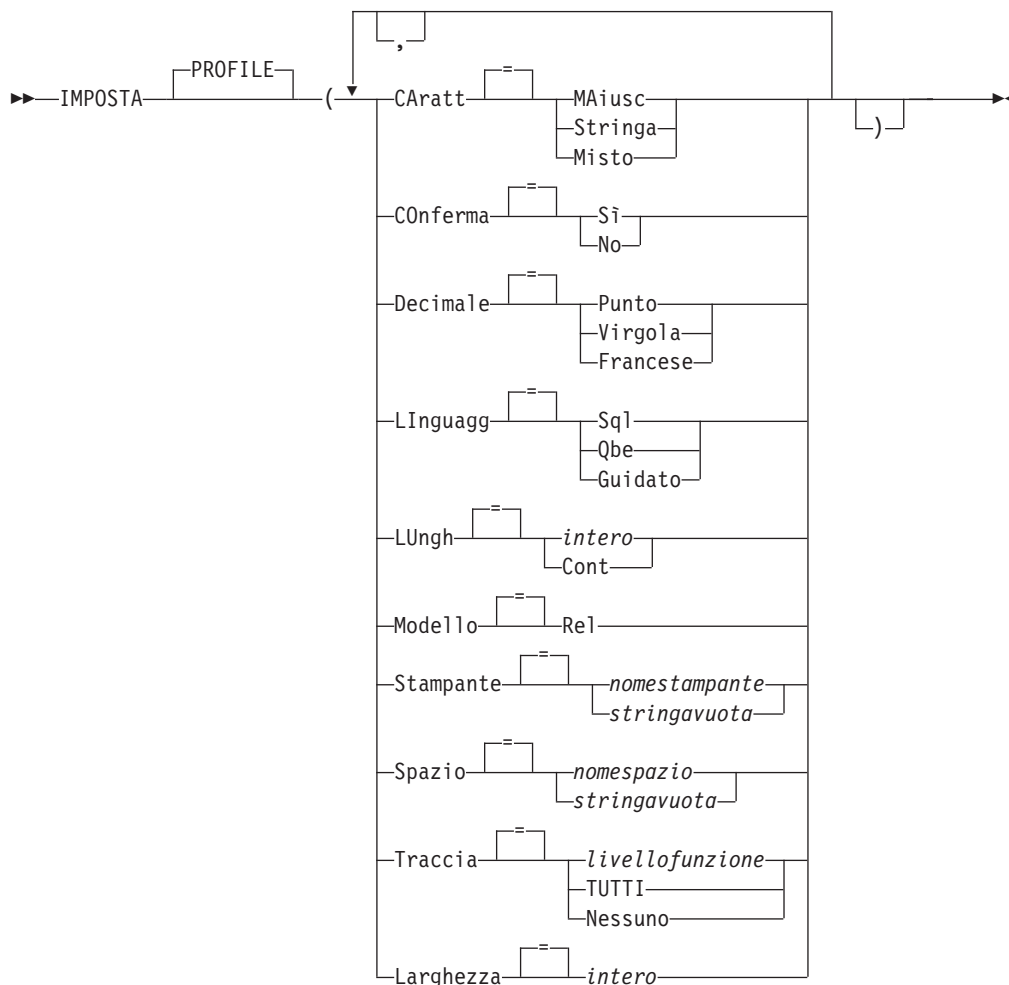 ,
PROFILE
IMPOSTA ( CAratt = MAiusc )
Stringa
Misto
COnferma = Sì
No
Decimale = Punto
Virgola
Francese
LInguagg = Sql
Qbe
Guidato
LUngh = intero
Cont
Modello = Rel
Stampante = nomestampante
stringavuota
Spazio = nomespazio
stringavuota
Traccia = livellofunzione
TUTTI
Nessuno
Larghezza = intero